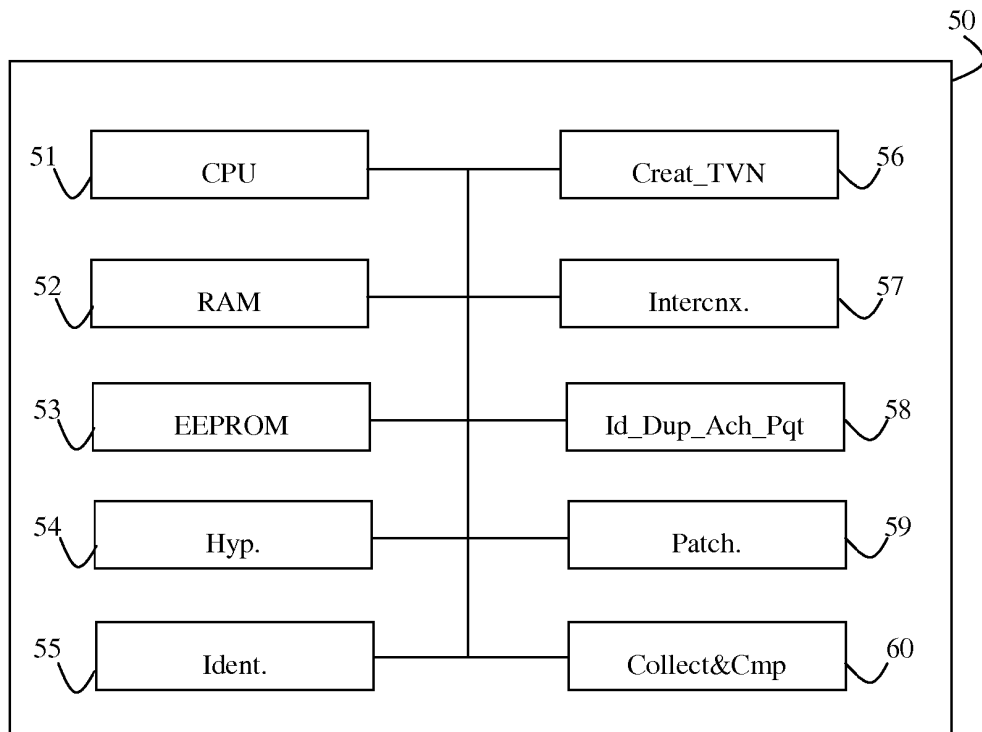 50
51 CPU Creat_TVN 56
52 RAM Intercnx. 57
53 EEPROM Id_Dup_Ach_Pqt 58
54 Hyp. Patch. 59
55 Ident. Collect&Cmp 60